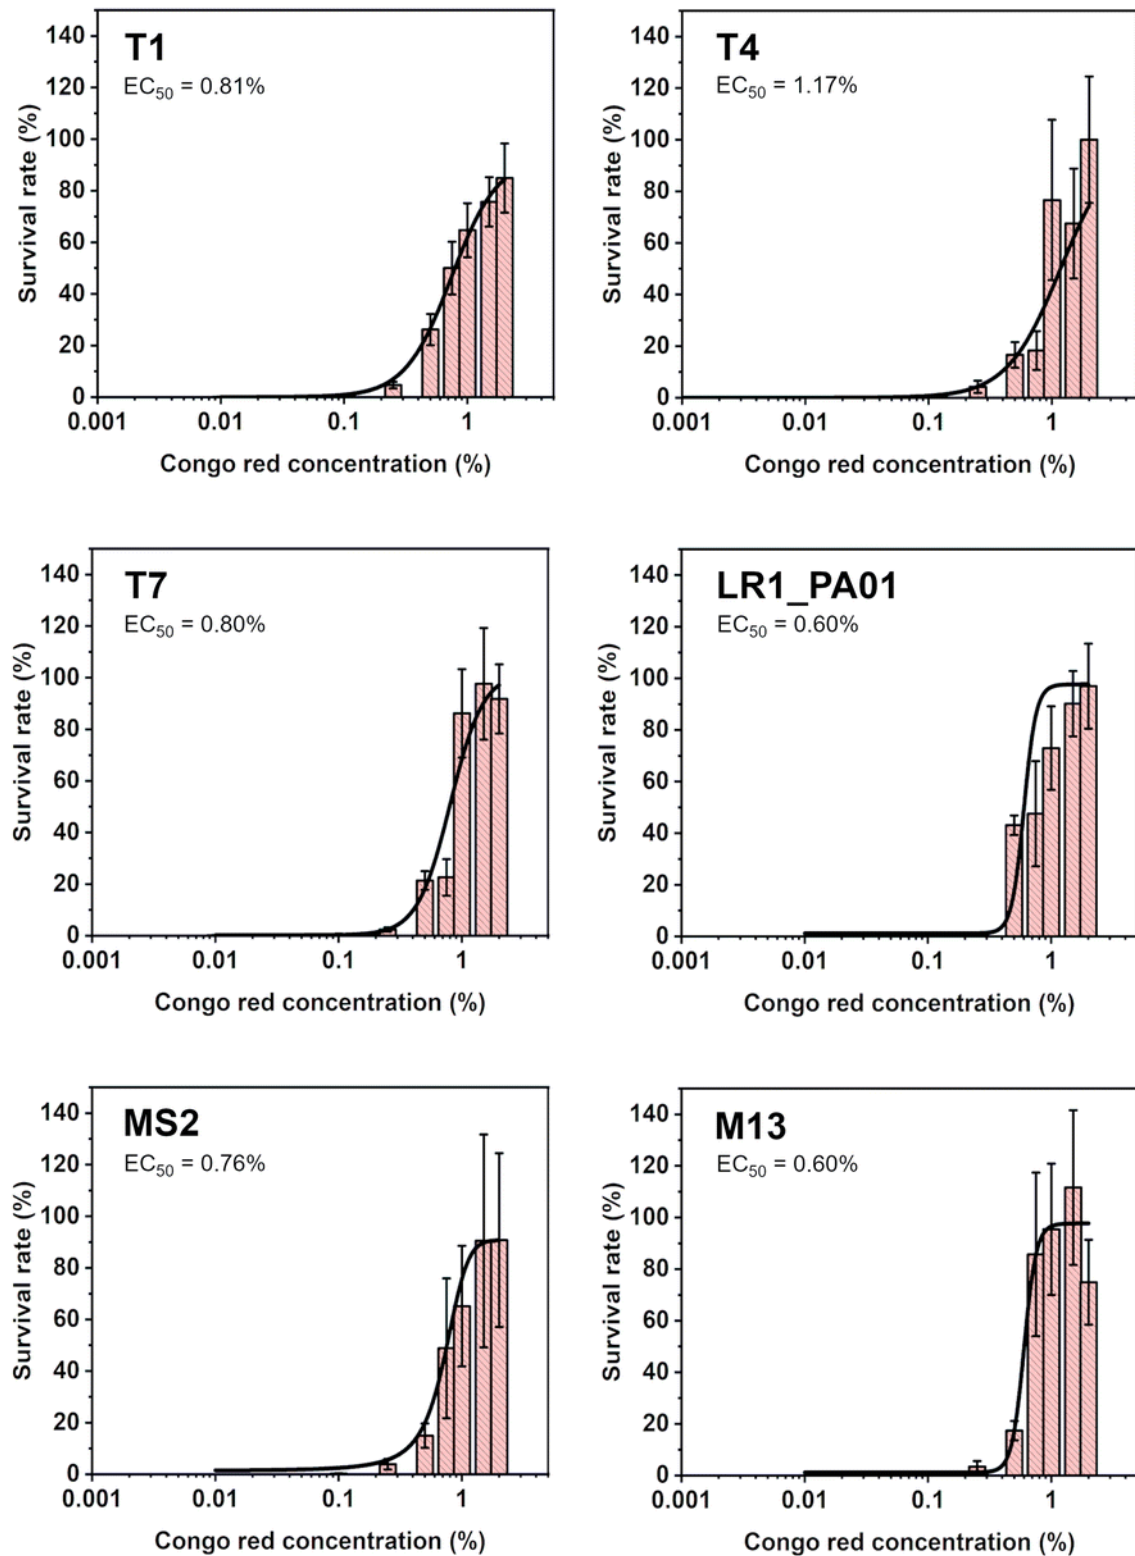 T1
EC50 = 0.81%
Survival rate (%)
140
120
100
80
60
40
20
0
0.001 0.01 0.1 1
Congo red concentration (%)
T4
EC50 = 1.17%
Survival rate (%)
140
120
100
80
60
40
20
0
0.001 0.01 0.1 1
Congo red concentration (%)
T7
EC50 = 0.80%
Survival rate (%)
140
120
100
80
60
40
20
0
0.001 0.01 0.1 1
Congo red concentration (%)
LR1_PA01
EC50 = 0.60%
Survival rate (%)
140
120
100
80
60
40
20
0
0.001 0.01 0.1 1
Congo red concentration (%)
MS2
EC50 = 0.76%
Survival rate (%)
140
120
100
80
60
40
20
0
0.001 0.01 0.1 1
Congo red concentration (%)
M13
EC50 = 0.60%
Survival rate (%)
140
120
100
80
60
40
20
0
0.001 0.01 0.1 1
Congo red concentration (%)